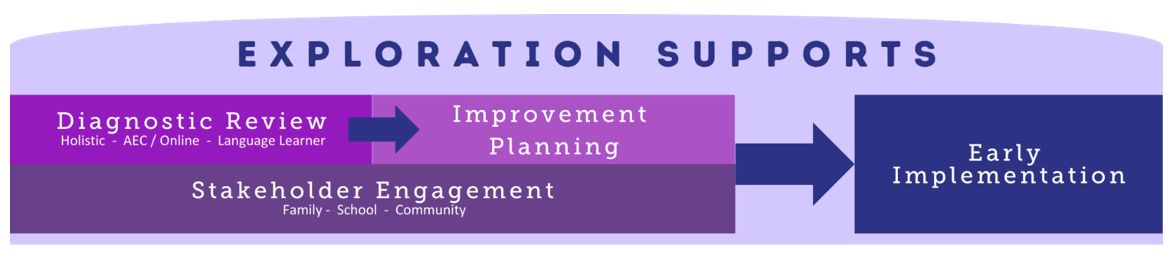 EXPLORATION SUPPORTS
Diagnostic Review
Holistic - AEC / Online - Language Learner
Improvement
Planning
Stakeholder Engagement
Family - School - Community
Early
Implementation